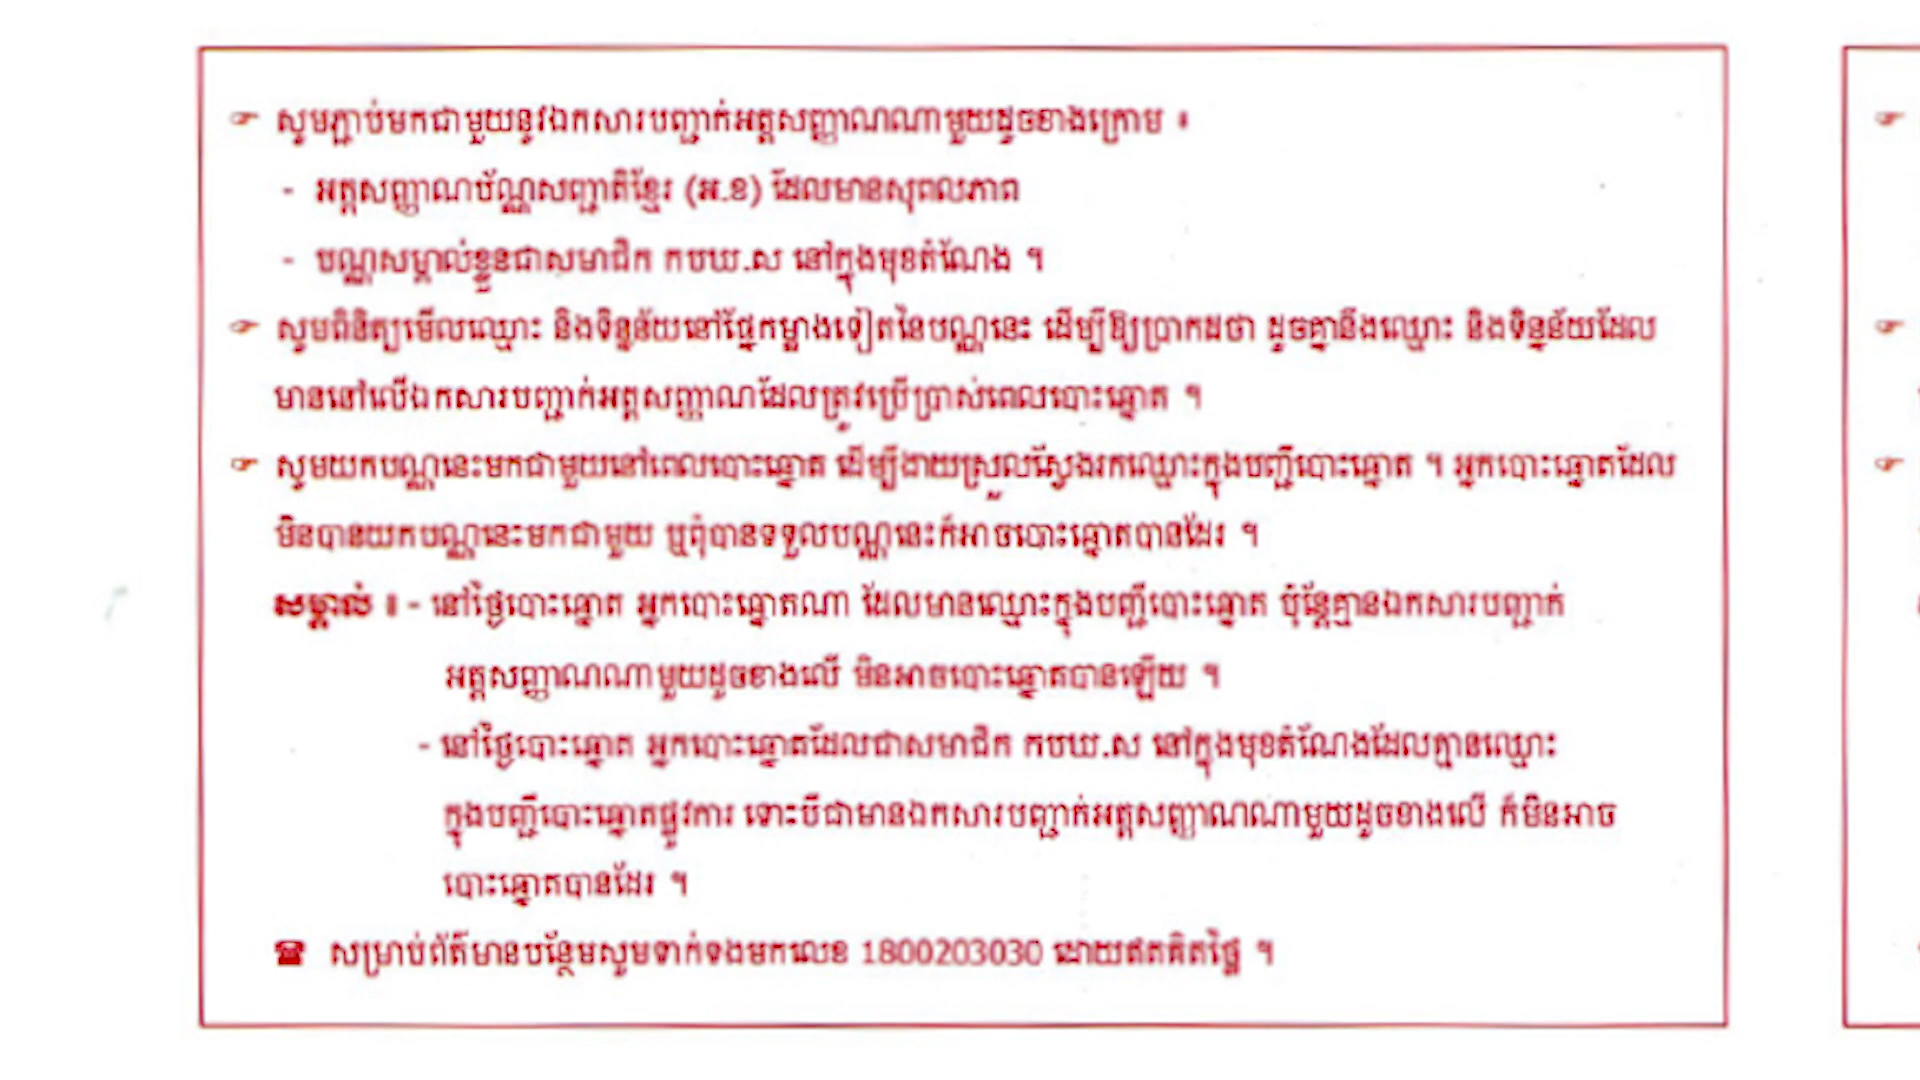 ☞ សូមភ្ជាប់មកជាមួយនូវឯកសារបញ្ជាក់អត្តសញ្ញាណណាមួយដូចខាងក្រោម ៖
- អត្តសញ្ញាណប័ណ្ណសញ្ជាតិខ្មែរ (អ.ខ) ដែលមានសុពលភាព
- បណ្ណសម្គាល់ខ្លួនជាសមាជិក កបឃ.ស នៅក្នុងមុខតំណែង ។
☞ សូមពិនិត្យមើលឈ្មោះ និងទិន្នន័យនៅផ្នែកម្ខាងទៀតនៃបណ្ណនេះ ដើម្បីឱ្យប្រាកដថា ដូចគ្នានឹងឈ្មោះ និងទិន្នន័យដែល
មាននៅលើឯកសារបញ្ជាក់អត្តសញ្ញាណដែលត្រូវប្រើប្រាស់ពេលបោះឆ្នោត ។
☞ សូមយកបណ្ណនេះមកជាមួយនៅពេលបោះឆ្នោត ដើម្បីងាយស្រួលស្វែងរកឈ្មោះក្នុងបញ្ជីបោះឆ្នោត ។ អ្នកបោះឆ្នោតដែល
មិនបានយកបណ្ណនេះមកជាមួយ ឬពុំបានទទួលបណ្ណនេះក៏អាចបោះឆ្នោតបានដែរ ។
សម្គាល់ ៖ - នៅថ្ងៃបោះឆ្នោត អ្នកបោះឆ្នោតណា ដែលមានឈ្មោះក្នុងបញ្ជីបោះឆ្នោត ប៉ុន្តែគ្មានឯកសារបញ្ជាក់
អត្តសញ្ញាណណាមួយដូចខាងលើ មិនអាចបោះឆ្នោតបានឡើយ ។
- នៅថ្ងៃបោះឆ្នោត អ្នកបោះឆ្នោតដែលជាសមាជិក កបឃ.ស នៅក្នុងមុខតំណែងដែលគ្មានឈ្មោះ
ក្នុងបញ្ជីបោះឆ្នោតផ្លូវការ ទោះបីជាមានឯកសារបញ្ជាក់អត្តសញ្ញាណណាមួយដូចខាងលើ ក៏មិនអាច
បោះឆ្នោតបានដែរ ។
☎ សម្រាប់ព័ត៌មានបន្ថែមសូមទាក់ទងមកលេខ 1800203030 ដោយឥតគិតថ្លៃ ។